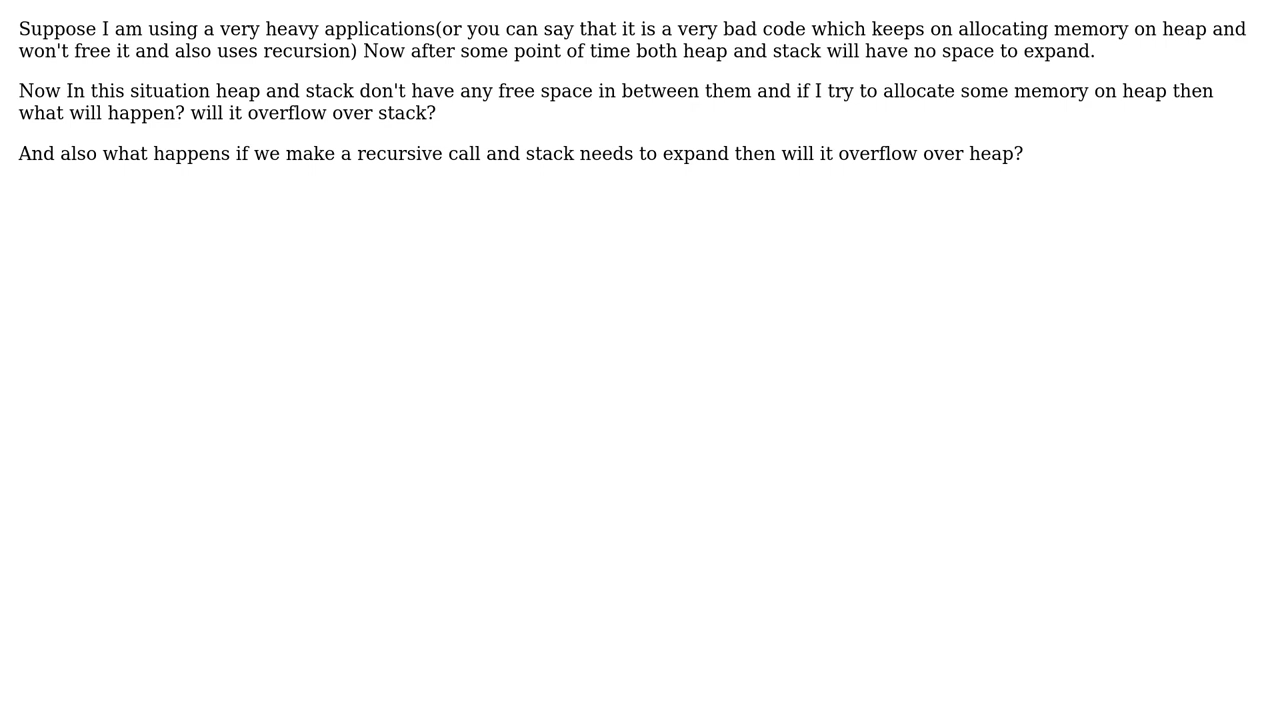 Suppose I am using a very heavy applications(or you can say that it is a very bad code which keeps on allocating memory on heap and
won't free it and also uses recursion) Now after some point of time both heap and stack will have no space to expand.
Now In this situation heap and stack don't have any free space in between them and if I try to allocate some memory on heap then
what will happen? will it overflow over stack?
And also what happens if we make a recursive call and stack needs to expand then will it overflow over heap?